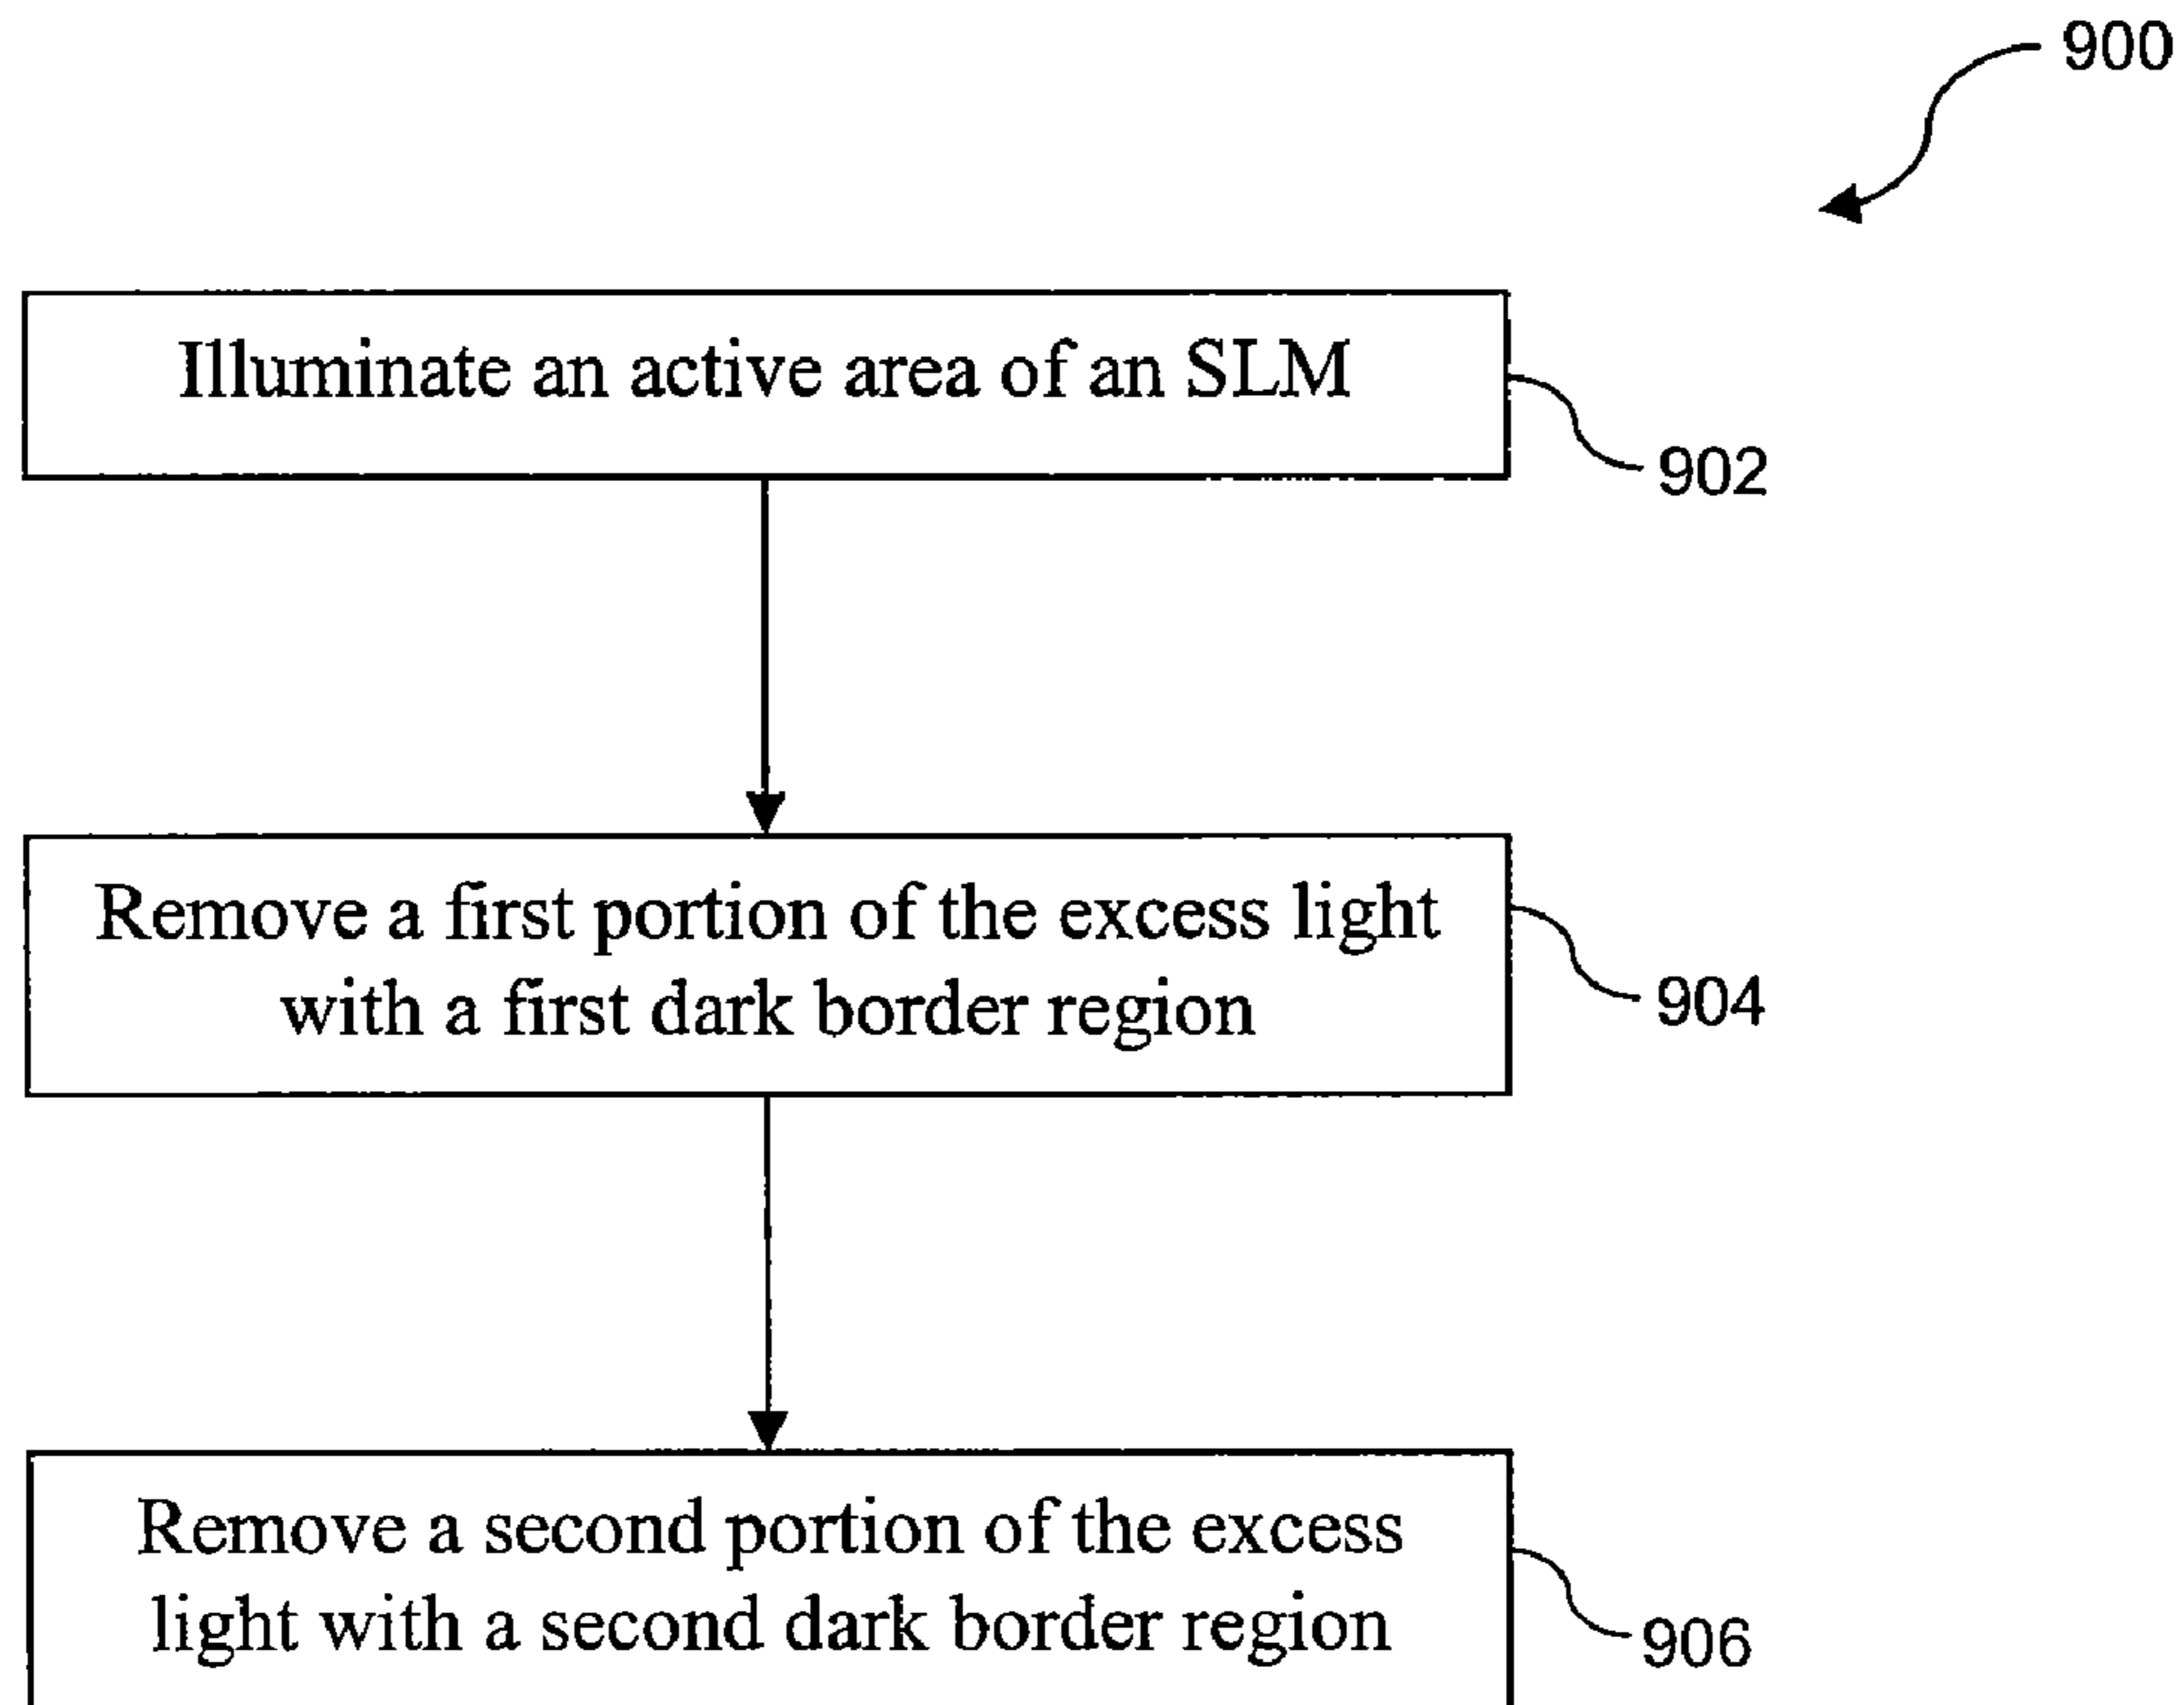 900
Illuminate an active area of an SLM
902
Remove a first portion of the excess light
with a first dark border region
904
Remove a second portion of the excess
light with a second dark border region
906